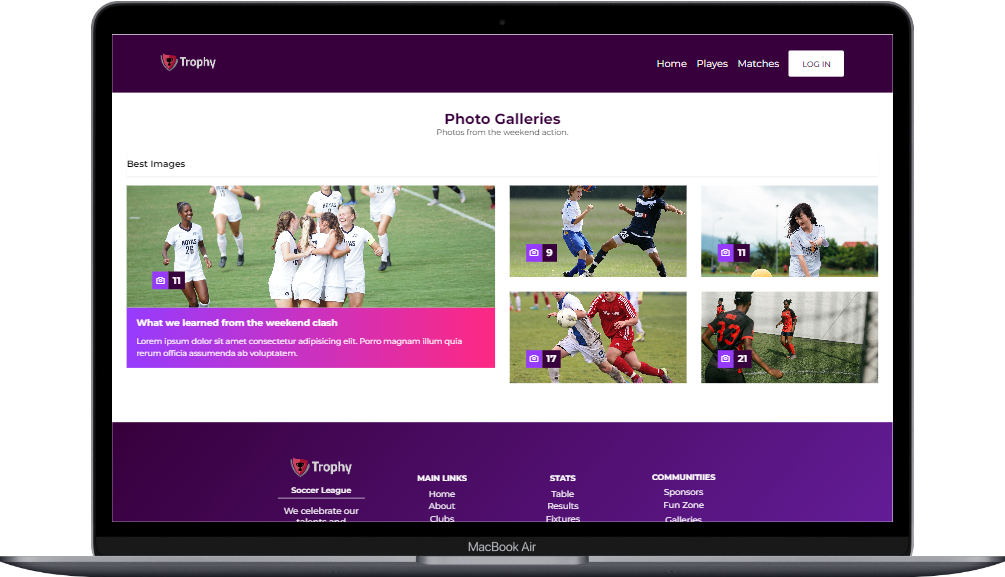 Trophy
Home Playes Matches LOG IN
Photo Galleries
Photos from the weekend action.
Best Images
26
11
What we learned from the weekend clash
Lorem ipsum dolor sit amet consectetur adipisicing elit. Porro magnam illum quia
rerum officia assumenda ab voluptatem.
9
11
17
23
21
Trophy
Soccer League
We celebrate our
talents and
MAIN LINKS
Home
About
Clubs
STATS
Table
Results
Fixtures
COMMUNITIIES
Sponsors
Fun Zone
Galleries
MacBook Air